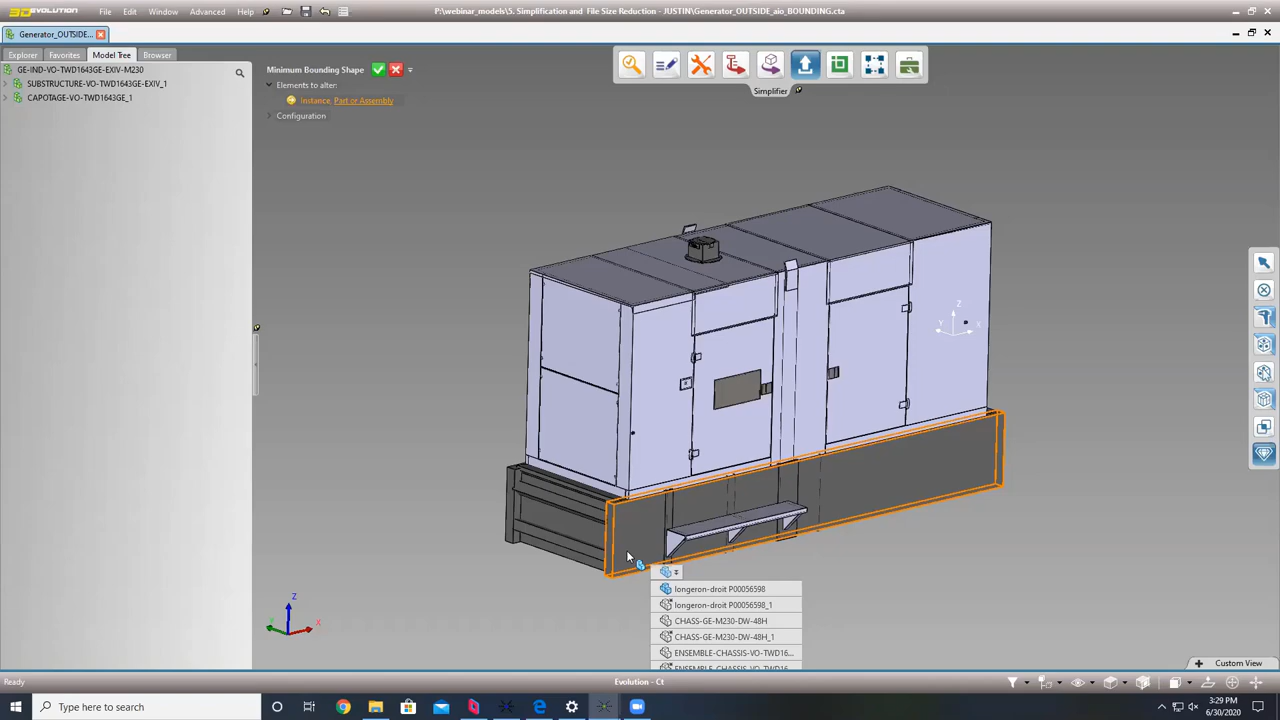 3DEVOLUTION File Edit Window Advanced Help P:\webinar_models\5. Simplification and File Size Reduction - JUSTIN\Generator_OUTSIDE_aio_BOUNDING.cta
Generator_OUTSIDE...
Explorer Favorites Model Tree Browser
GE-IND-VO-TWD1643GE-EXIV-M230
SUBSTRUCTURE-VO-TWD1643GE-EXIV_1
CAPOTAGE-VO-TWD1643GE_1
Minimum Bounding Shape
Elements to alter:
Instance, Part or Assembly
Configuration
Simplifier
Z
Y X
longeron-droit P00056598
longeron-droit P00056598_1
CHASS-GE-M230-DW-48H
CHASS-GE-M230-DW-48H_1
ENSEMBLE-CHASSIS-VO-TWD16...
ENSEMBLE-CHASSIS-VO-TWD16...
Z
X
Custom View
Ready Evolution - Ct
Type here to search
3:29 PM
6/30/2020